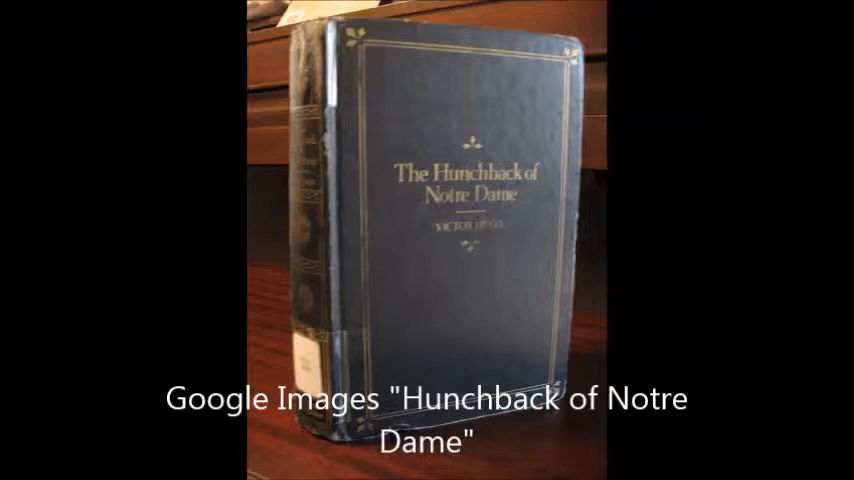 The Hunchback of
Notre Dame
VICTOR HUGO
Google Images "Hunchback of Notre
Dame"